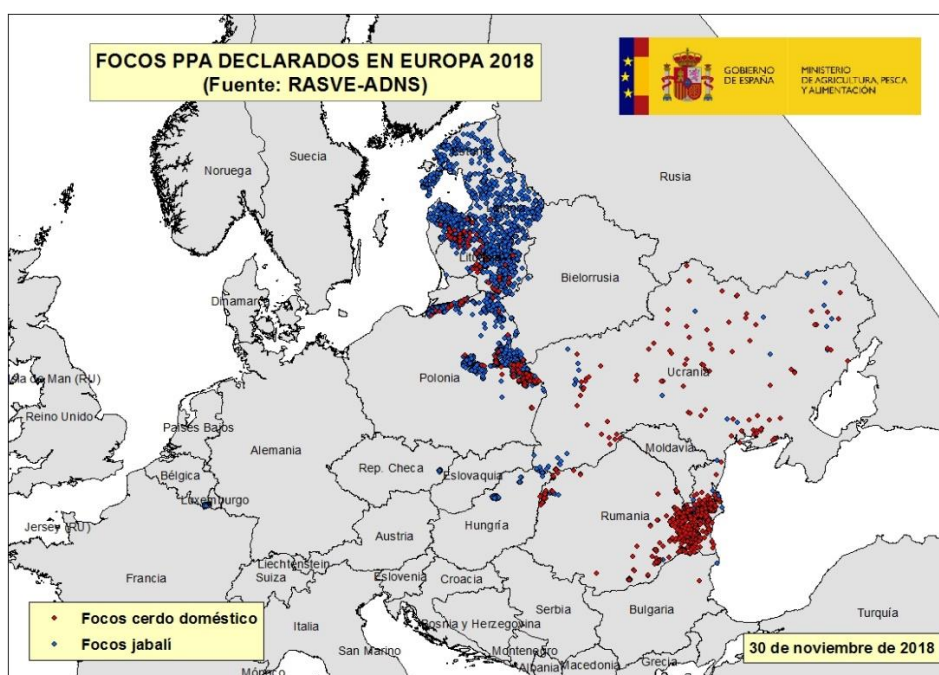 FOCOS PPA DECLARADOS EN EUROPA 2018
(Fuente: RASVE-ADNS)
GOBIERNO
DE ESPAÑA
MINISTERIO
DE AGRICULTURA, PESCA
Y ALIMENTACIÓN
Suecia
Noruega
Rusia
Bielorrusia
Dinamarca
Man (RU)
Polonia
Ucrania
Reino Unido
Países Bajos
Alemania
Moldavia
Bélgica
Rep. Checa
Eslovaquia
Luxemburgo
Rumania
Jersey (RU)
Hungría
Austria
Liechtenstein
Francia
Suiza
Eslovenia
Croacia
Focos cerdo doméstico
Italia
Serbia
Bulgaria
Turquía
Bosnia y Herzegovina
Focos jabalí
San Marino
Montenegro
30 de noviembre de 2018
Albania
Macedonia
Grecia